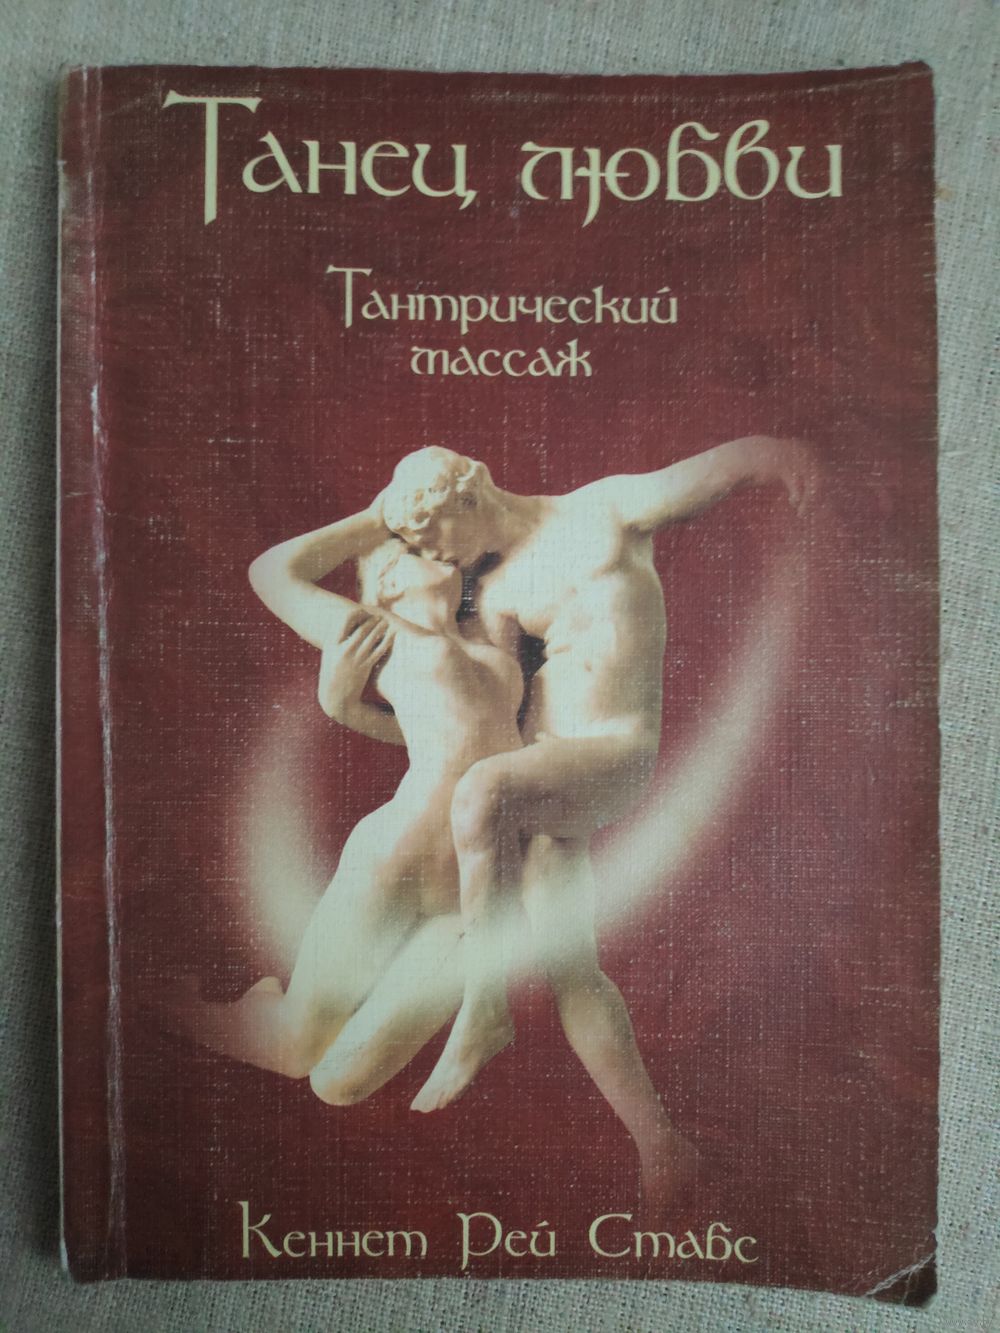 Танец любви
Тантрический
массаж
Кеннет Рей Стабс